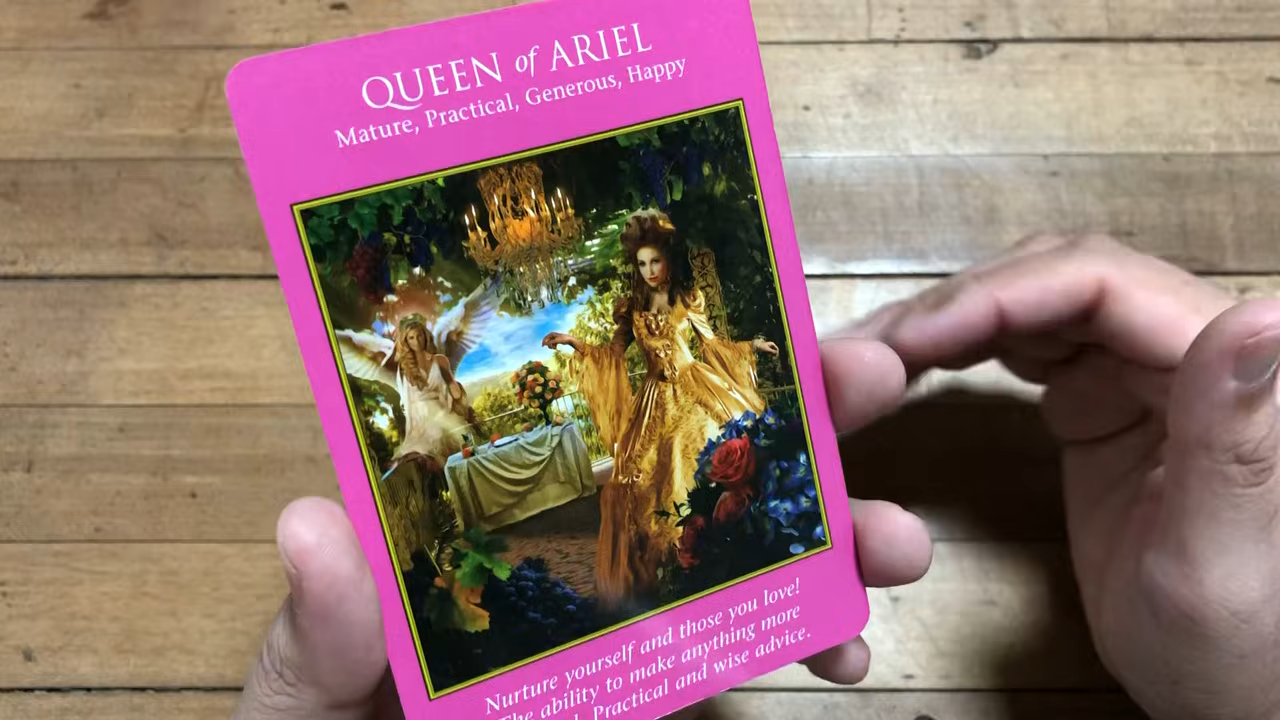 QUEEN of ARIEL
Mature, Practical, Generous, Happy
Nurture yourself and those you love!
The ability to make anything more
Practical and wise advice.